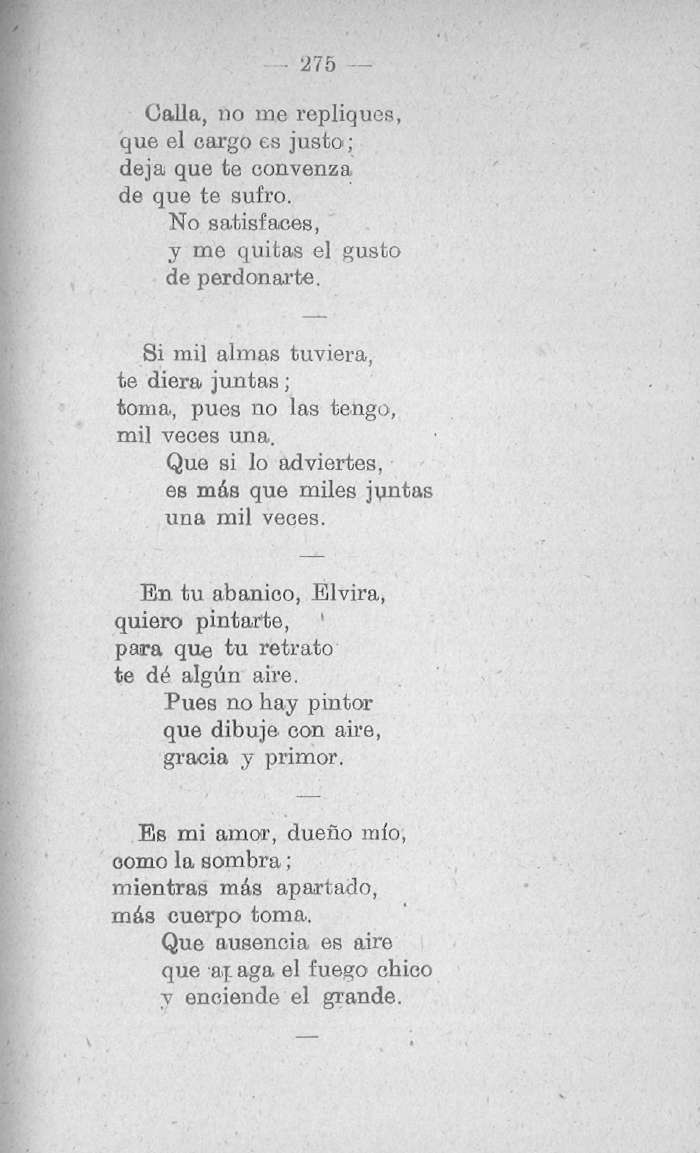 — 275 —
Calla, no me repliques,
que el cargo es justo;
deja que te convenza
de que te sufro.
No satisfaces,
y me quitas el gusto
de perdonarte.
—
Si mil almas tuviera,
te diera juntas;
toma, pues no las tengo,
mil veces una.
Que si lo adviertes,
es más que miles juntas
una mil veces.
—
En tu abanico, Elvira,
quiero pintarte,
para que tu retrato
te dé algún aire.
Pues no hay pintor
que dibuje con aire,
gracia y primor.
—
Es mi amor, dueño mío,
como la sombra;
mientras más apartado,
más cuerpo toma.
Que ausencia es aire
que apaga el fuego chico
y enciende el grande.
—